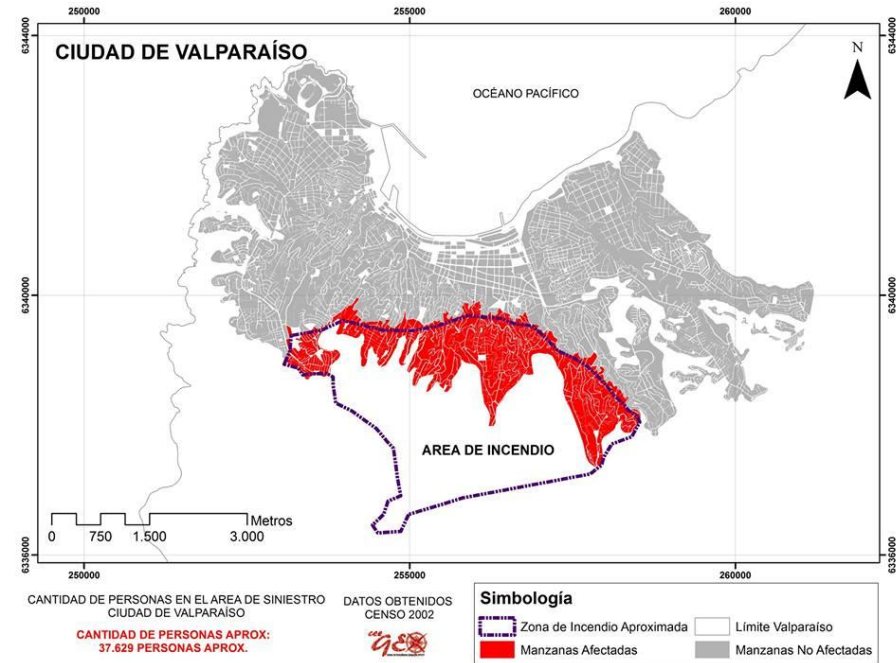 250000
255000
260000
6344000
6344000
CIUDAD DE VALPARAÍSO
N
OCÉANO PACÍFICO
6340000
6340000
AREA DE INCENDIO
Metros
0 750 1.500 3.000
6336000
6336000
250000
255000
260000
CANTIDAD DE PERSONAS EN EL AREA DE SINIESTRO
CIUDAD DE VALPARAÍSO
CANTIDAD DE PERSONAS APROX:
37.629 PERSONAS APROX.
DATOS OBTENIDOS
CENSO 2002
GEO
Simbología
Zona de Incendio Aproximada
Límite Valparaíso
Manzanas Afectadas
Manzanas No Afectadas